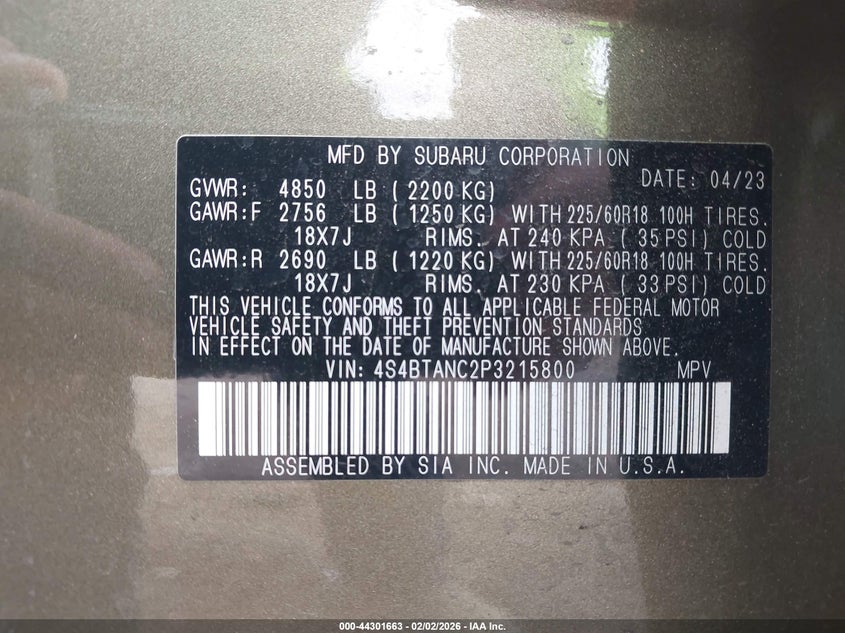 MFD BY SUBARU CORPORATION
DATE: 04/23
GVWR: 4850 LB ( 2200 KG)
GAWR:F 2756 LB ( 1250 KG) WITH 225/60R18 100H TIRES.
18X7J RIMS. AT 240 KPA ( 35 PSI) COLD
GAWR:R 2690 LB ( 1220 KG) WITH 225/60R18 100H TIRES.
18X7J RIMS. AT 230 KPA ( 33 PSI) COLD
THIS VEHICLE CONFORMS TO ALL APPLICABLE FEDERAL MOTOR
VEHICLE SAFETY AND THEFT PREVENTION STANDARDS
IN EFFECT ON THE DATE OF MANUFACTURE SHOWN ABOVE.
VIN: 4S4BTANC2P3215800 MPV
ASSEMBLED BY SIA INC. MADE IN U.S.A.
000-44301663 - 02/02/2026 - IAA Inc.